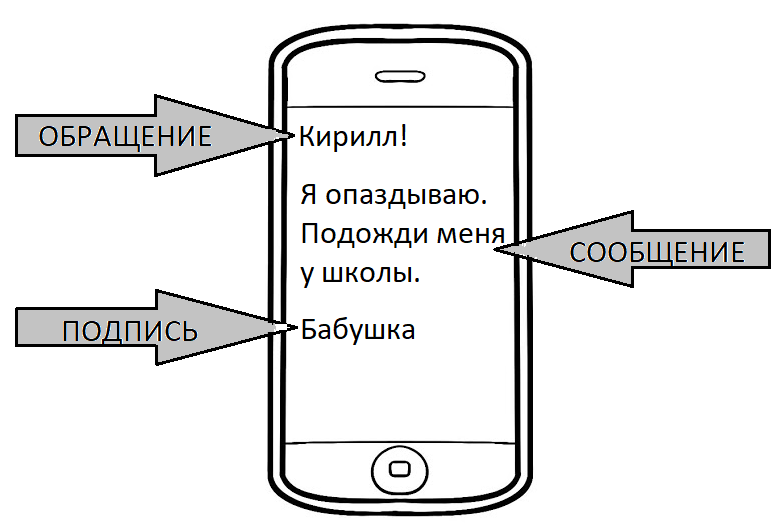 ОБРАЩЕНИЕ
Кирилл!
Я опаздываю.
Подожди меня
у школы.
СООБЩЕНИЕ
ПОДПИСЬ
Бабушка